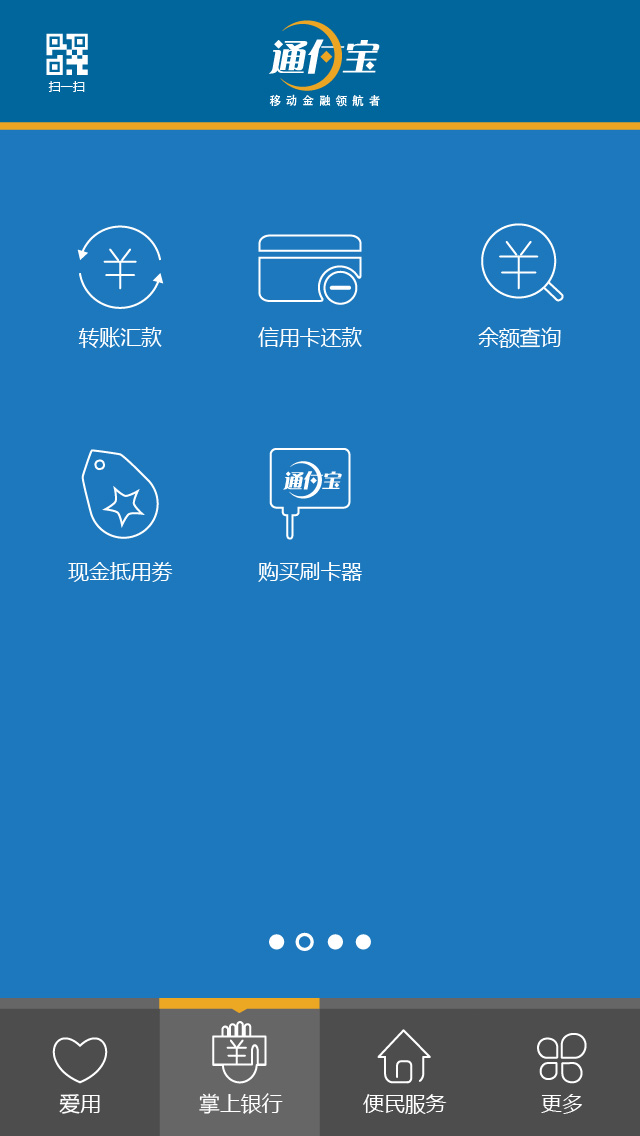 扫一扫
通付宝
移动金融领航者
转账汇款
信用卡还款
余额查询
通付宝
现金抵用劵
购买刷卡器
爱用
掌上银行
便民服务
更多